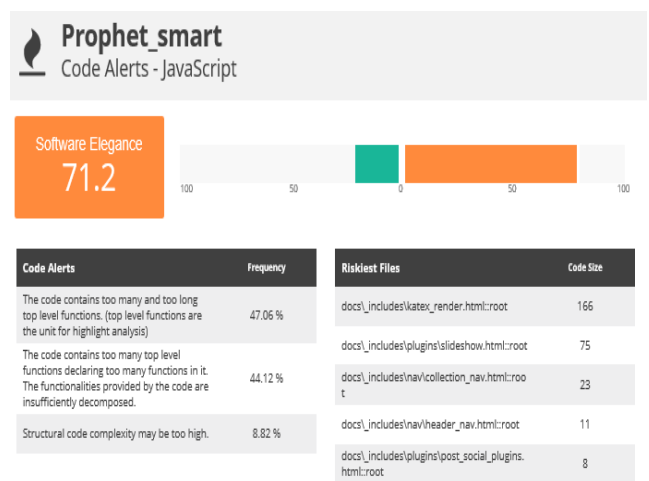 Prophet_smart
Code Alerts - JavaScript
Software Elegance
71.2
100 50 0 50 100
Code Alerts Frequency
The code contains too many and too long
top level functions. (top level functions are
the unit for highlight analysis)
47.06 %
The code contains too many top level
functions declaring too many functions in it.
The functionalities provided by the code are
insufficiently decomposed.
44.12 %
Structural code complexity may be too high. 8.82 %
Riskiest Files Code Size
docs\_includes\katex_render.html::root 166
docs\_includes\plugins\slideshow.html::root 75
docs\_includes\nav\collection_nav.html::roo
t
23
docs\_includes\nav\header_nav.html::root 11
docs\_includes\plugins\post_social_plugins.
html::root
8